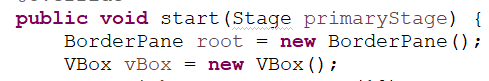 public void start(Stage primaryStage) {
BorderPane root = new BorderPane();
VBox vBox = new VBox();